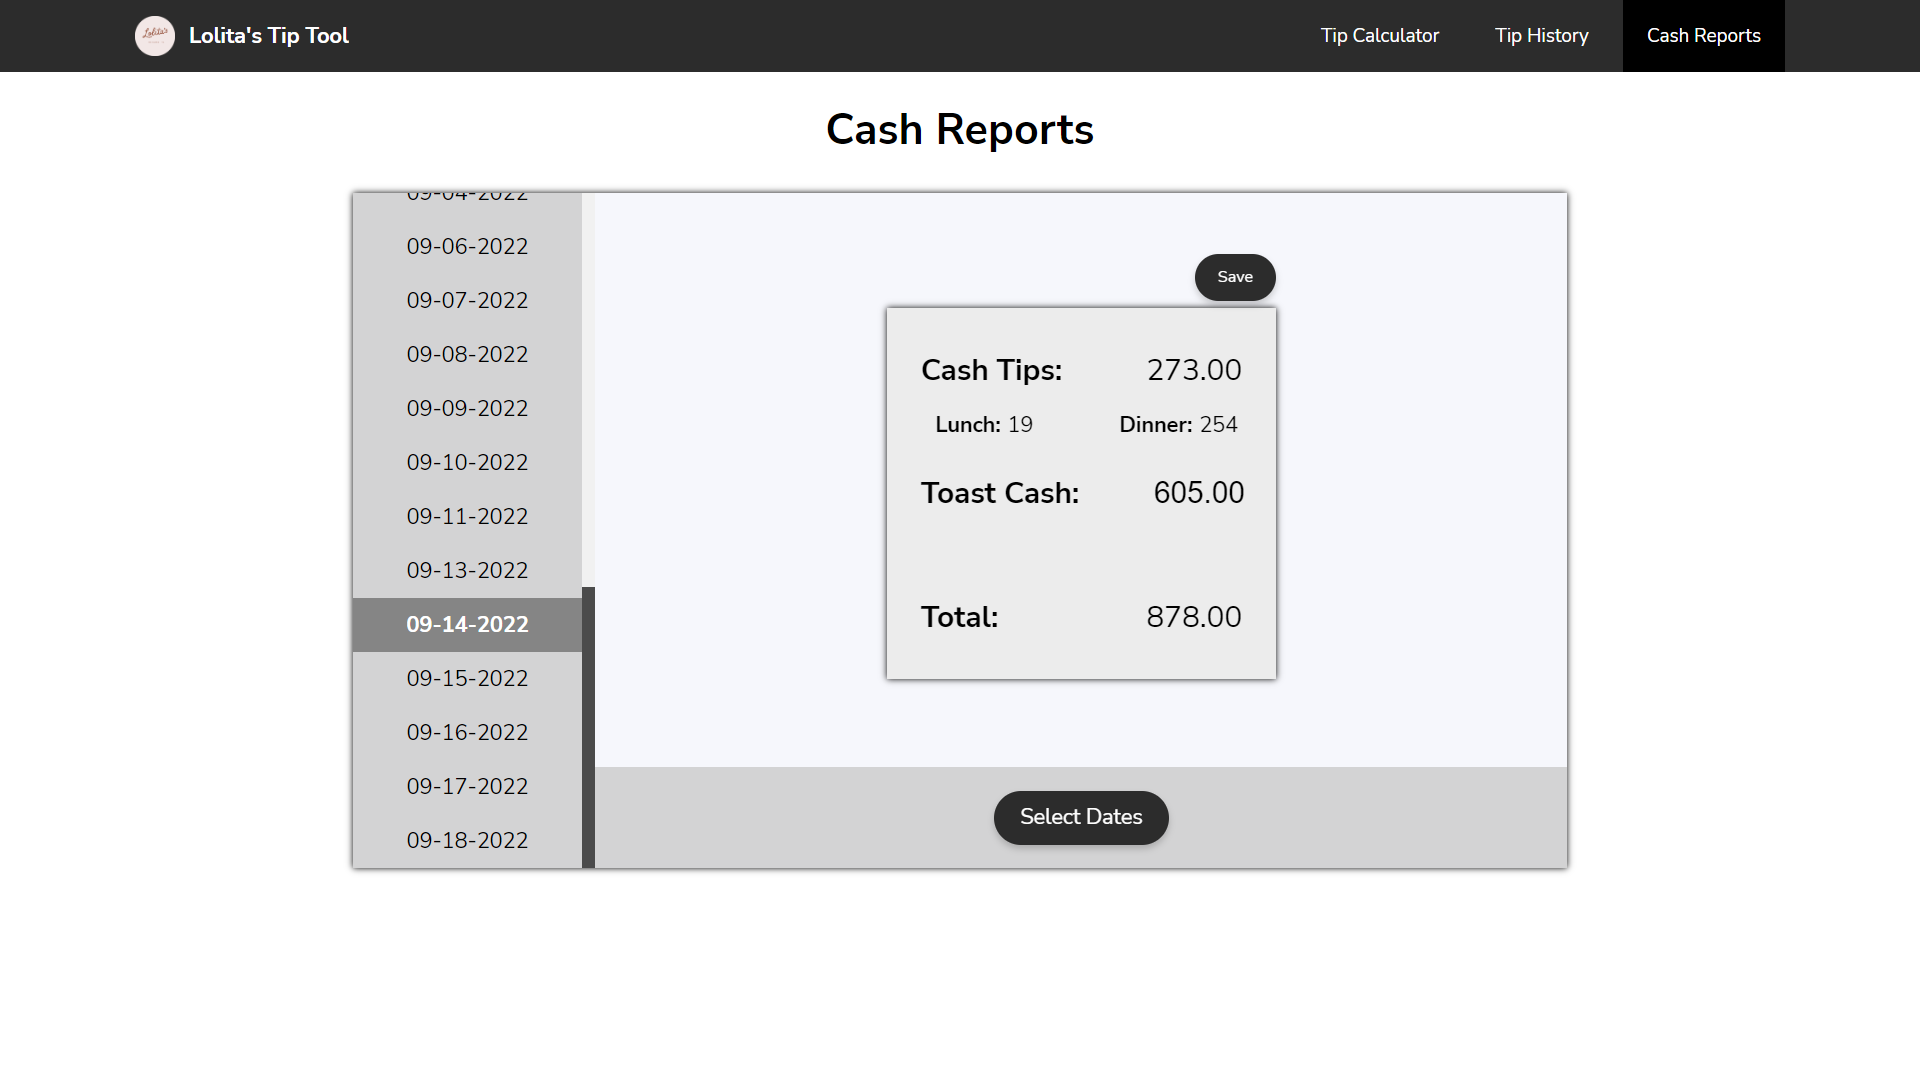 Lolita's
Lolita's Tip Tool
Tip Calculator
Tip History
Cash Reports
Cash Reports
09-04-2022
09-06-2022
09-07-2022
09-08-2022
09-09-2022
09-10-2022
09-11-2022
09-13-2022
09-14-2022
09-15-2022
09-16-2022
09-17-2022
09-18-2022
Save
Cash Tips: 273.00
Lunch: 19 Dinner: 254
Toast Cash: 605.00
Total: 878.00
Select Dates